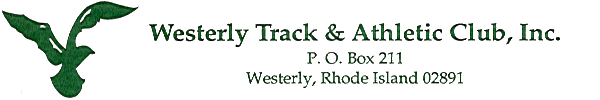 Westerly Track & Athletic Club, Inc.
P. O. Box 211
Westerly, Rhode Island 02891